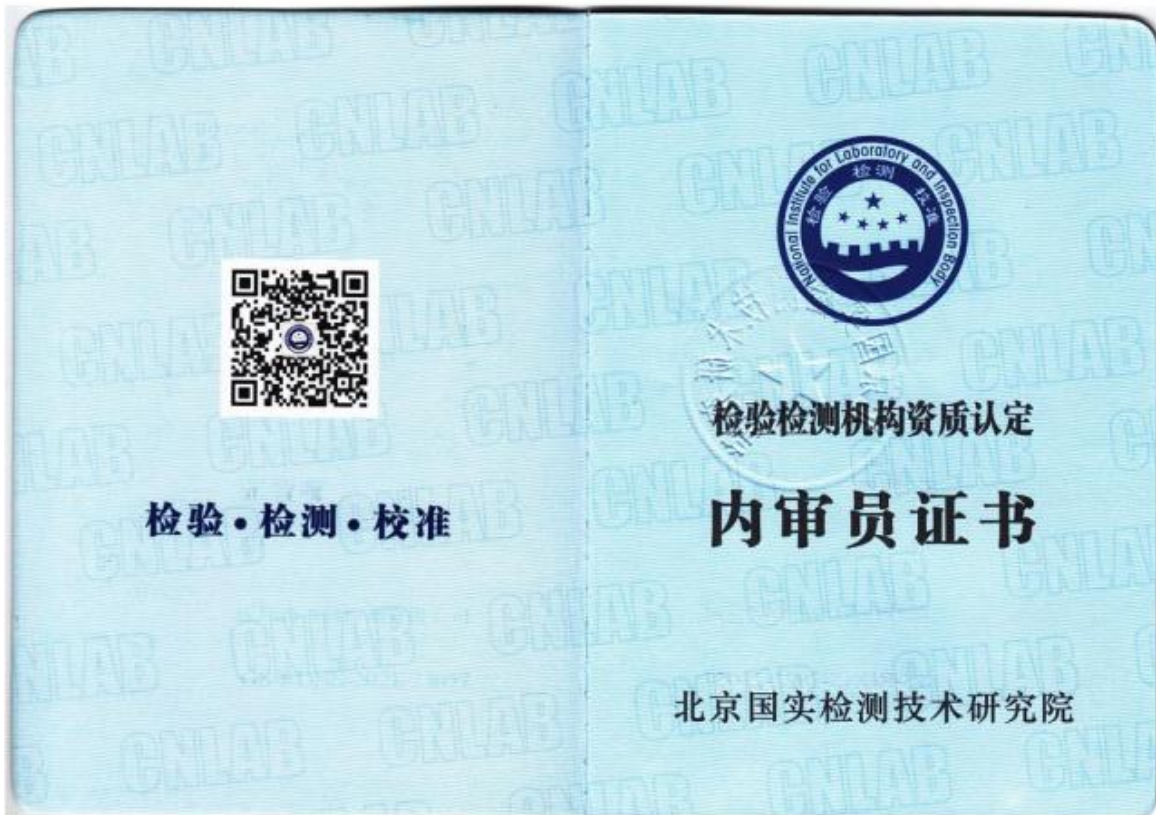 检验·检测·校准
National Institute for Laboratory and Inspection Body
检验 检测 校准
检验检测机构资质认定
内审员证书
北京国实检测技术研究院
CNLAB